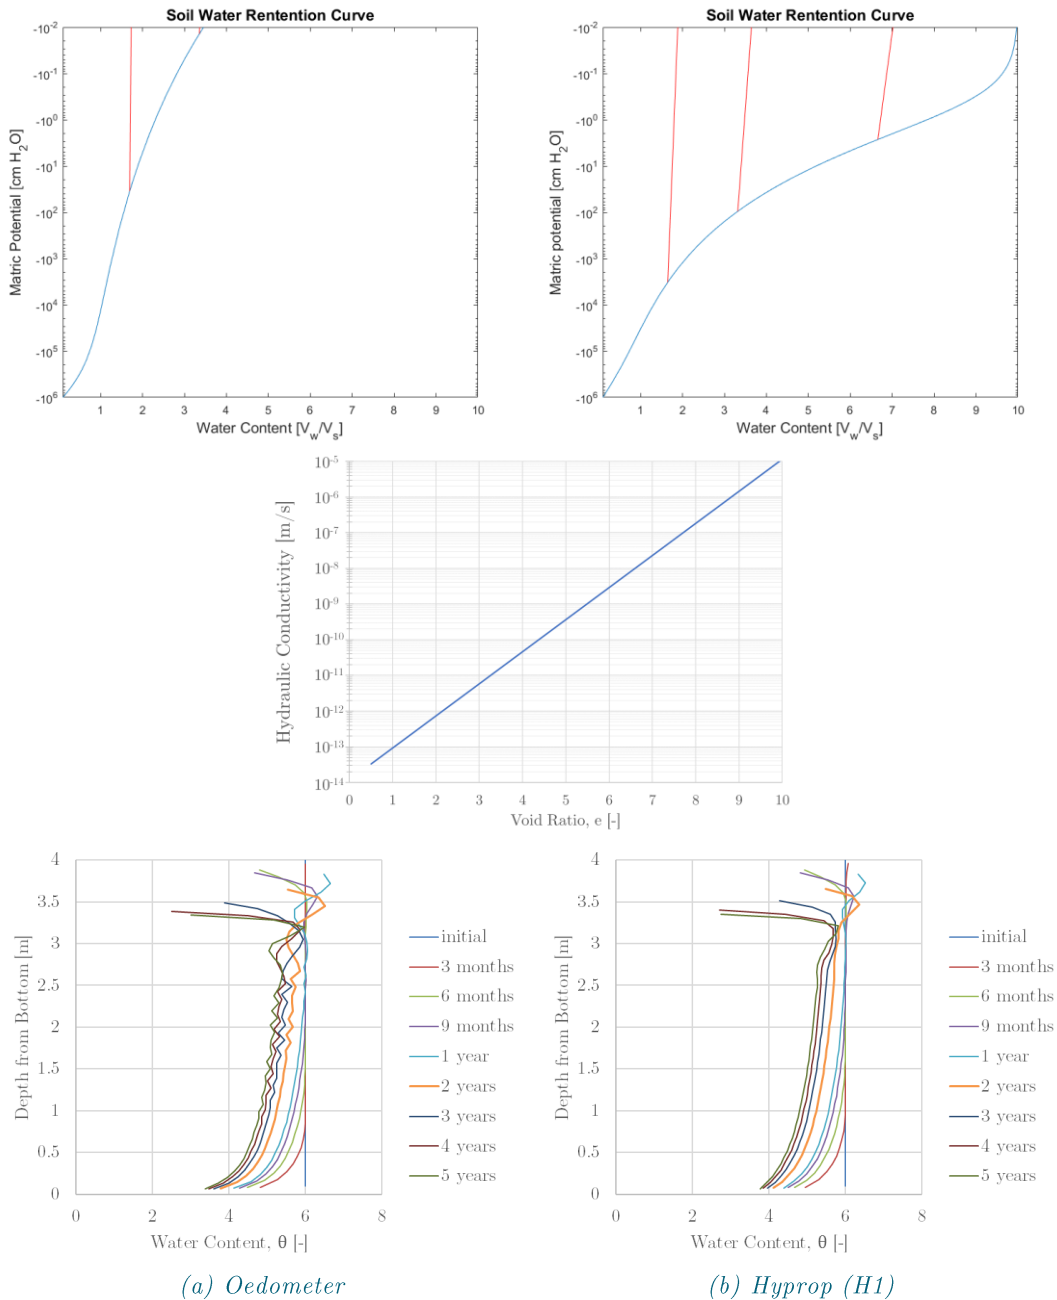 Soil Water Rentention Curve
-10^-2
-10^-1
-10^0
-10^1
-10^2
-10^3
-10^4
-10^5
-10^6
Matric Potential [cm H2O]
1 2 3 4 5 6 7 8 9 10
Water Content [Vw/Vs]
Soil Water Rentention Curve
-10^-2
-10^-1
-10^0
-10^1
-10^2
-10^3
-10^4
-10^5
-10^6
Matric potential [cm H2O]
1 2 3 4 5 6 7 8 9 10
Water Content [Vw/Vs]
10^-5
10^-6
10^-7
10^-8
10^-9
10^-10
10^-11
10^-12
10^-13
10^-14
Hydraulic Conductivity [m/s]
0 1 2 3 4 5 6 7 8 9 10
Void Ratio, e [-]
4
3.5
3
2.5
2
1.5
1
0.5
0
Depth from Bottom [m]
0 2 4 6 8
Water Content, θ [-]
initial
3 months
6 months
9 months
1 year
2 years
3 years
4 years
5 years
(a) Oedometer
4
3.5
3
2.5
2
1.5
1
0.5
0
Depth from Bottom [m]
0 2 4 6 8
Water Content, θ [-]
initial
3 months
6 months
9 months
1 year
2 years
3 years
4 years
5 years
(b) Hyprop (H1)